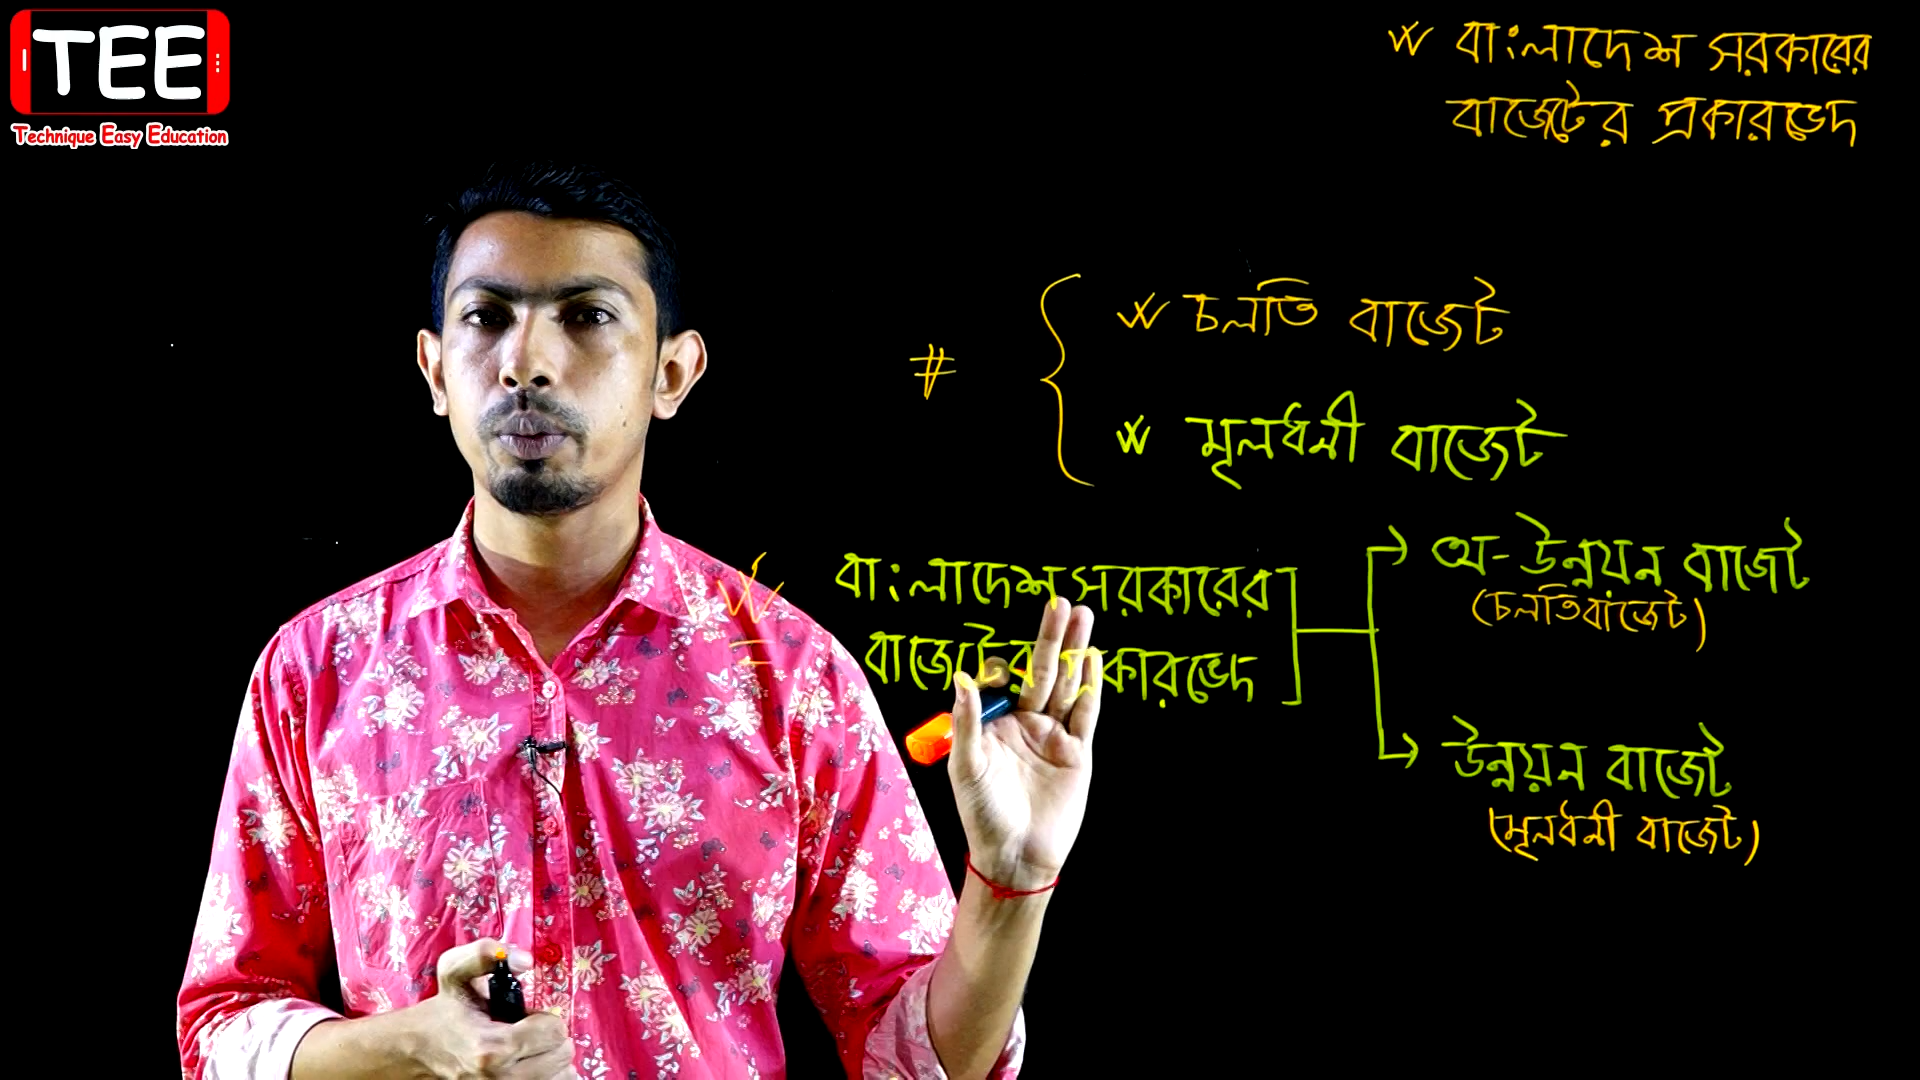 TEE
Technique Easy Education
বাংলাদেশ সরকারের
বাজেটের প্রকারভেদ
# চলতি বাজেট
মূলধনী বাজেট
বাংলাদেশ সরকারের
বাজেটের প্রকারভেদ
অ-উন্নয়ন বাজেট
(চলতি বাজেট)
উন্নয়ন বাজেট
(মূলধনী বাজেট)